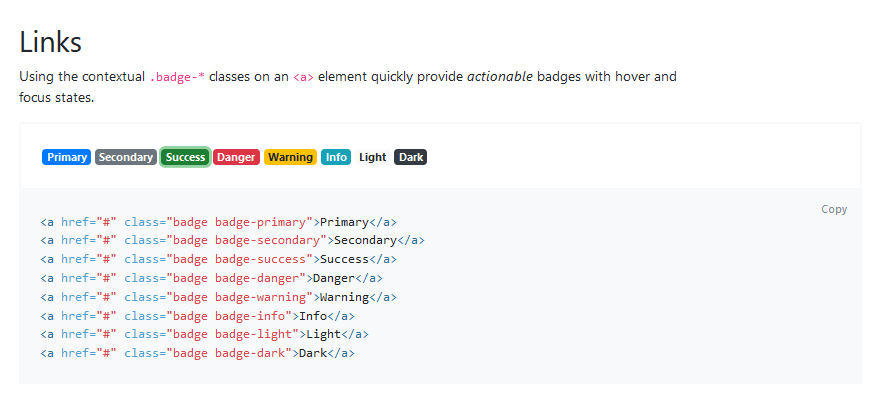 Links
Using the contextual .badge-* classes on an <a> element quickly provide actionable badges with hover and
focus states.
Primary Secondary Success Danger Warning Info Light Dark
Copy
<a href="#" class="badge badge-primary">Primary</a>
<a href="#" class="badge badge-secondary">Secondary</a>
<a href="#" class="badge badge-success">Success</a>
<a href="#" class="badge badge-danger">Danger</a>
<a href="#" class="badge badge-warning">Warning</a>
<a href="#" class="badge badge-info">Info</a>
<a href="#" class="badge badge-light">Light</a>
<a href="#" class="badge badge-dark">Dark</a>